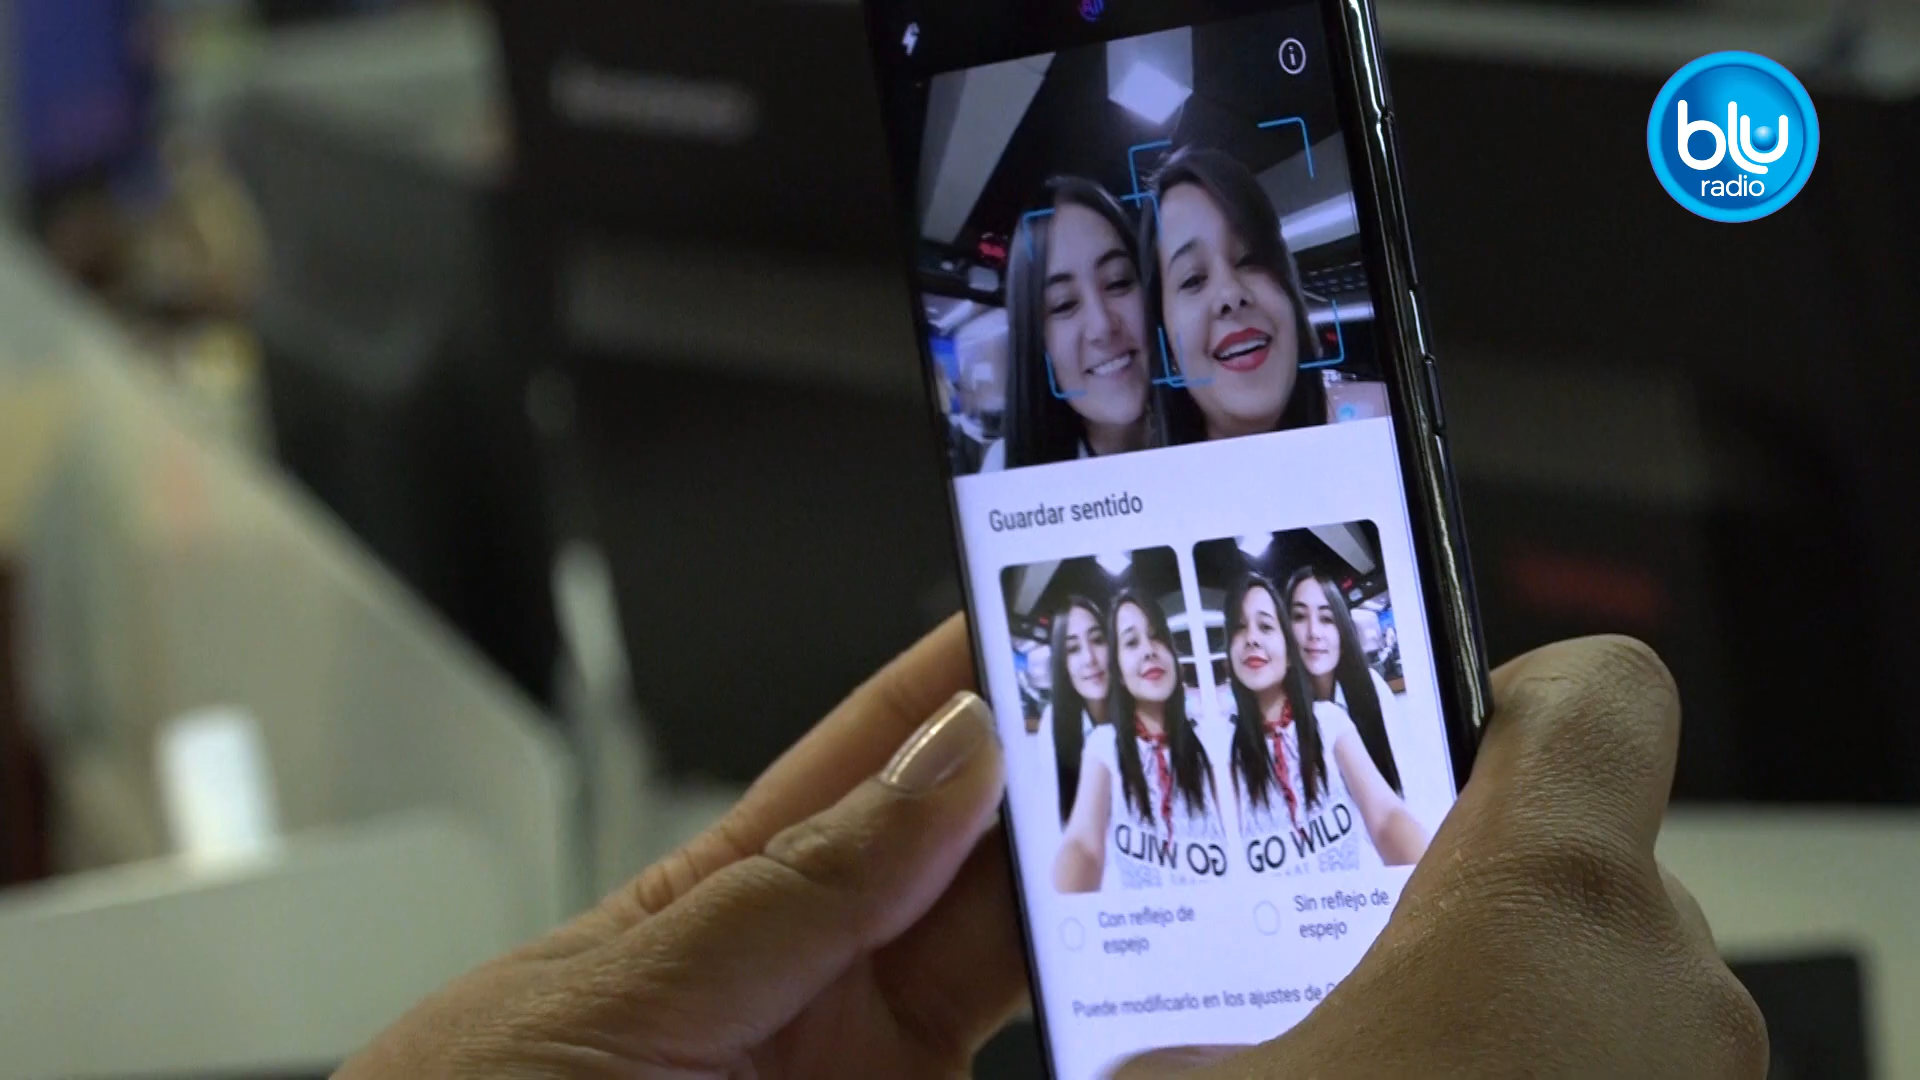 blu
radio
AI
Guardar sentido
GO WILD
GO WILD
Con reflejo de
espejo
Sin reflejo de
espejo
Puede modificarlo en los ajustes de